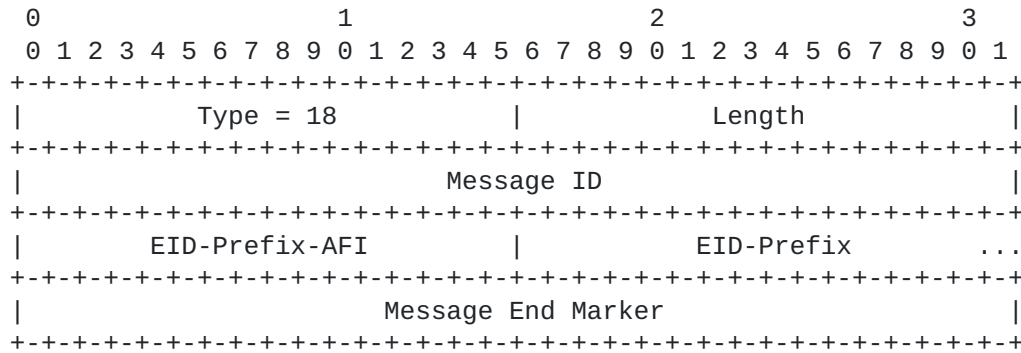 0                   1                   2                   3
 0 1 2 3 4 5 6 7 8 9 0 1 2 3 4 5 6 7 8 9 0 1 2 3 4 5 6 7 8 9 0 1
+-+-+-+-+-+-+-+-+-+-+-+-+-+-+-+-+-+-+-+-+-+-+-+-+-+-+-+-+-+-+-+-+
|           Type = 18           |            Length             |
+-+-+-+-+-+-+-+-+-+-+-+-+-+-+-+-+-+-+-+-+-+-+-+-+-+-+-+-+-+-+-+-+
|                           Message ID                          |
+-+-+-+-+-+-+-+-+-+-+-+-+-+-+-+-+-+-+-+-+-+-+-+-+-+-+-+-+-+-+-+-+
|        EID-Prefix-AFI         |           EID-Prefix        ...
+-+-+-+-+-+-+-+-+-+-+-+-+-+-+-+-+-+-+-+-+-+-+-+-+-+-+-+-+-+-+-+-+
|                       Message End Marker                      |
+-+-+-+-+-+-+-+-+-+-+-+-+-+-+-+-+-+-+-+-+-+-+-+-+-+-+-+-+-+-+-+-+